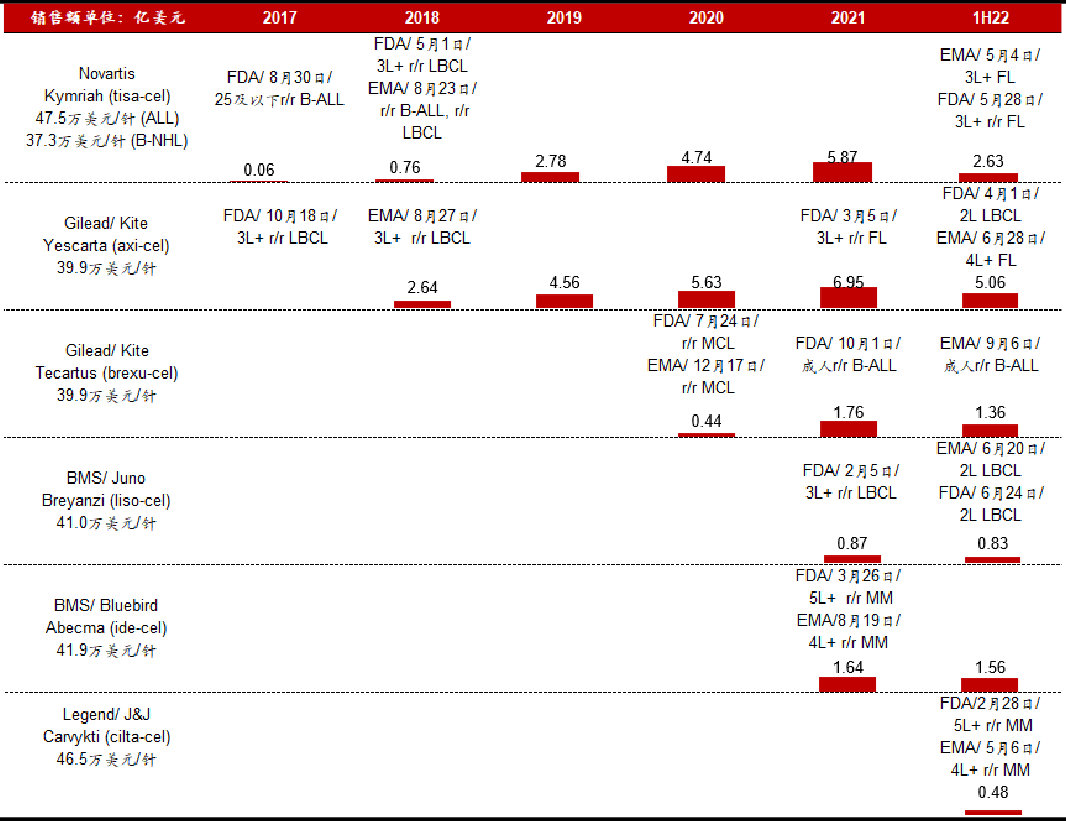 销售额单位：亿美元 2017 2018 2019 2020 2021 1H22
Novartis
Kymriah (tisa-cel)
47.5万美元/针 (ALL)
37.3万美元/针 (B-NHL)
FDA/ 8月30日/
25及以下r/r B-ALL
0.06
FDA/ 5月1日/
3L+ r/r LBCL
EMA/ 8月23日/
r/r B-ALL, r/r
LBCL
0.76
2.78
4.74
5.87
EMA/ 5月4日/
3L+ FL
FDA/ 5月28日/
3L+ r/r FL
2.63
Gilead/ Kite
Yescarta (axi-cel)
39.9万美元/针
FDA/ 10月18日/
3L+ r/r LBCL
EMA/ 8月27日/
3L+ r/r LBCL
2.64
4.56
5.63
FDA/ 3月5日/
3L+ r/r FL
6.95
FDA/ 4月1日/
2L LBCL
EMA/ 6月28日/
4L+ FL
5.06
Gilead/ Kite
Tecartus (brexu-cel)
39.9万美元/针
FDA/ 7月24日/
r/r MCL
EMA/ 12月17日/
r/r MCL
0.44
FDA/ 10月1日/
成人r/r B-ALL
1.76
EMA/ 9月6日/
成人r/r B-ALL
1.36
BMS/ Juno
Breyanzi (liso-cel)
41.0万美元/针
FDA/ 2月5日/
3L+ r/r LBCL
0.87
EMA/ 6月20日/
2L LBCL
FDA/ 6月24日/
2L LBCL
0.83
BMS/ Bluebird
Abecma (ide-cel)
41.9万美元/针
FDA/ 3月26日/
5L+ r/r MM
EMA/8月19日/
4L+ r/r MM
1.64
1.56
Legend/ J&J
Carvykti (cilta-cel)
46.5万美元/针
FDA/2月28日/
5L+ r/r MM
EMA/ 5月6日/
4L+ r/r MM
0.48